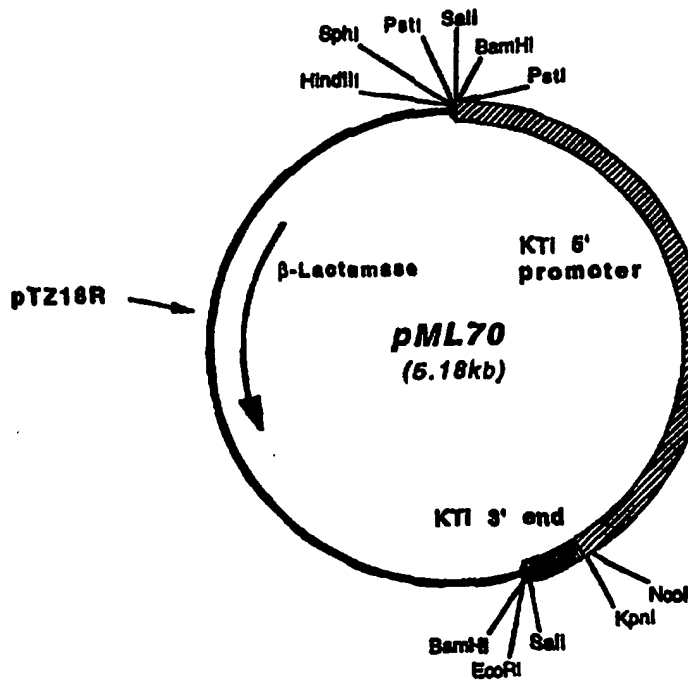 SphI
PstI
SalI
BamHI
HindIII
PstI
KTi 5'
promoter
β-Lactamase
pTZ18R
pML70
(5.18kb)
KTi 3' end
NcoI
KpnI
BamHI
SalI
EcoRI